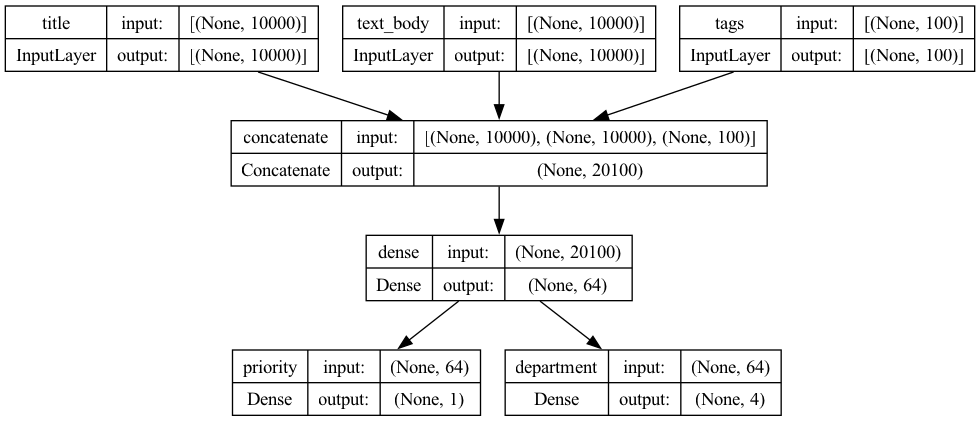 title input: [(None, 10000)]
InputLayer output: [(None, 10000)]
text_body input: [(None, 10000)]
InputLayer output: [(None, 10000)]
tags input: [(None, 100)]
InputLayer output: [(None, 100)]
concatenate input: [(None, 10000), (None, 10000), (None, 100)]
Concatenate output: (None, 20100)
dense input: (None, 20100)
Dense output: (None, 64)
priority input: (None, 64)
Dense output: (None, 1)
department input: (None, 64)
Dense output: (None, 4)